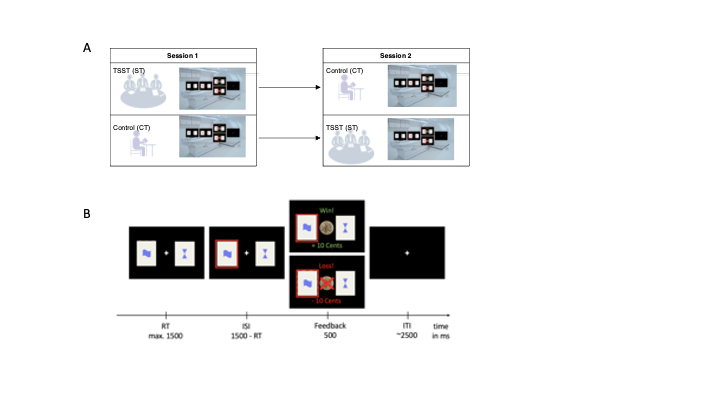 A
Session 1
Session 2
TSST (ST)
Control (CT)
Control (CT)
TSST (ST)
B
Win!
+ 10 Cents
Loss!
- 10 Cents
RT
max. 1500
ISI
1500 - RT
Feedback
500
ITI
~2500
time
in ms